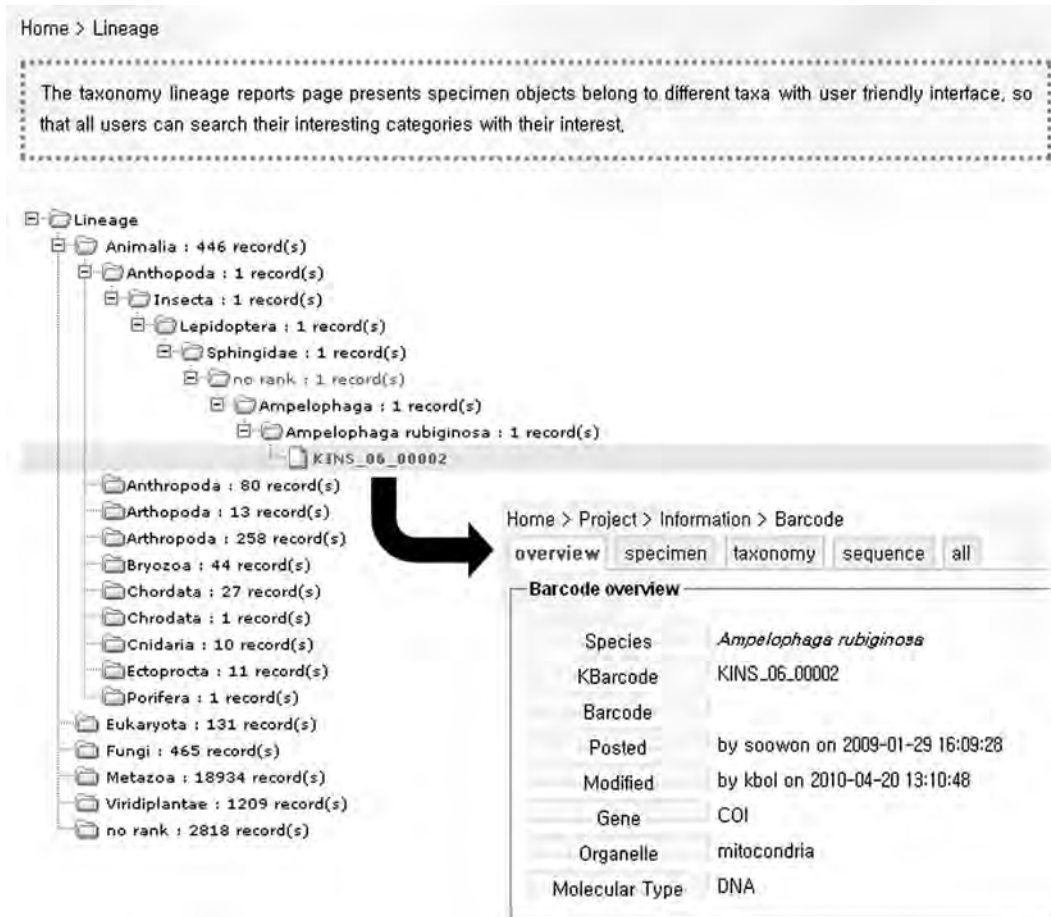 Home > Lineage
The taxonomy lineage reports page presents specimen objects belong to different taxa with user friendly interface, so
that all users can search their interesting categories with their interest.
Lineage
Animalia : 446 record(s)
Anthopoda : 1 record(s)
Insecta : 1 record(s)
Lepidoptera : 1 record(s)
Sphingidae : 1 record(s)
no rank : 1 record(s)
Ampelophaga : 1 record(s)
Ampelophaga rubiginosa : 1 record(s)
KINS_06_00002
Anthropoda : 80 record(s)
Arthopoda : 13 record(s)
Arthropoda : 258 record(s)
Bryozoa : 44 record(s)
Chordata : 27 record(s)
Chrodata : 1 record(s)
Cnidaria : 10 record(s)
Ectoprocta : 11 record(s)
Porifera : 1 record(s)
Eukaryota : 131 record(s)
Fungi : 465 record(s)
Metazoa : 18934 record(s)
Viridiplantae : 1209 record(s)
no rank : 2818 record(s)
Home > Project > Information > Barcode
overview specimen taxonomy sequence all
Barcode overview
Species Ampelophaga rubiginosa
KBarcode KINS_06_00002
Barcode
Posted by soowon on 2009-01-29 16:09:28
Modified by kbol on 2010-04-20 13:10:48
Gene COI
Organelle mitocondria
Molecular Type DNA